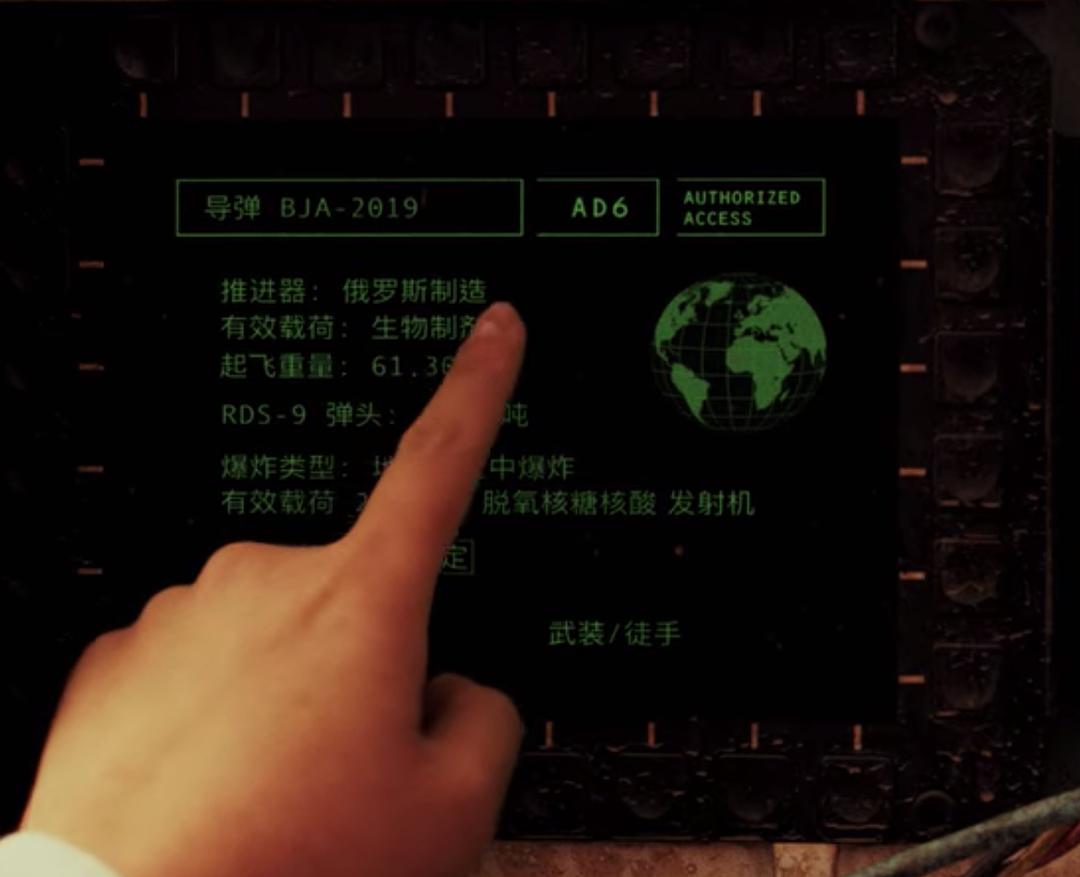 导弹 BJA-2019
AD6
AUTHORIZED
ACCESS
推进器: 俄罗斯制造
有效载荷: 生物制剂
起飞重量: 61.30
RDS-9 弹头: 吨
爆炸类型: 中爆炸
有效载荷 2 脱氧核糖核酸 发射机
定
武装/徒手